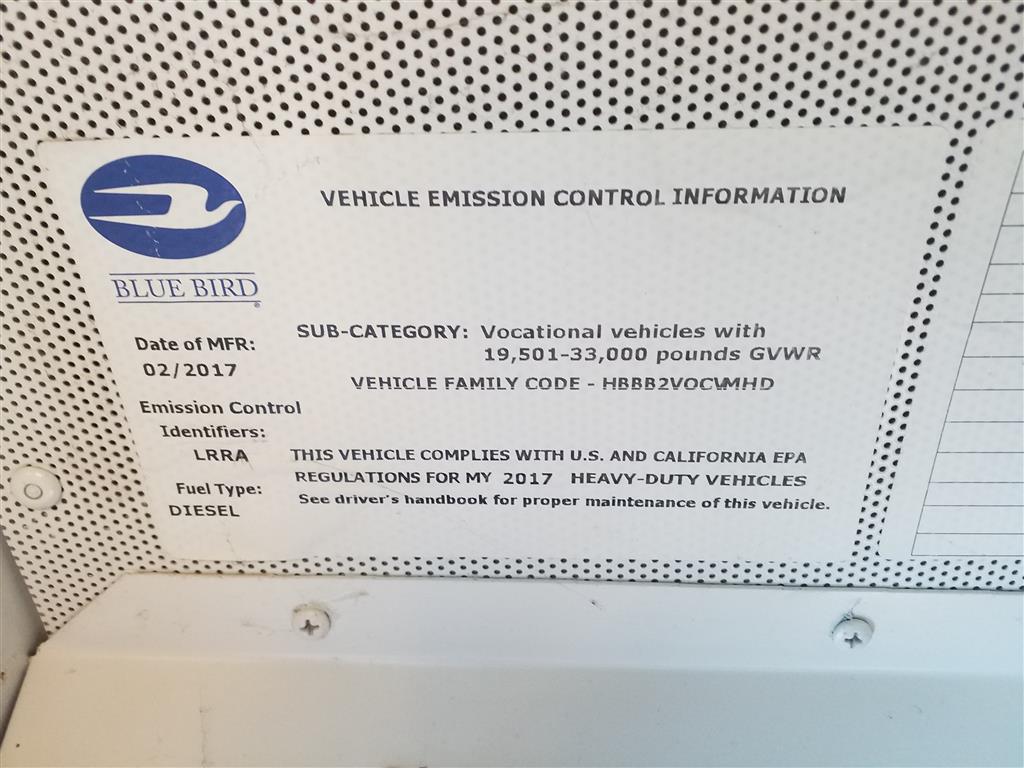 VEHICLE EMISSION CONTROL INFORMATION
BLUE BIRD®
Date of MFR:
02/2017
SUB-CATEGORY: Vocational vehicles with
19,501-33,000 pounds GVWR
VEHICLE FAMILY CODE - HBBB2VOCVMHD
Emission Control
Identifiers:
LRRA
Fuel Type:
DIESEL
THIS VEHICLE COMPLIES WITH U.S. AND CALIFORNIA EPA
REGULATIONS FOR MY 2017 HEAVY-DUTY VEHICLES
See driver's handbook for proper maintenance of this vehicle.